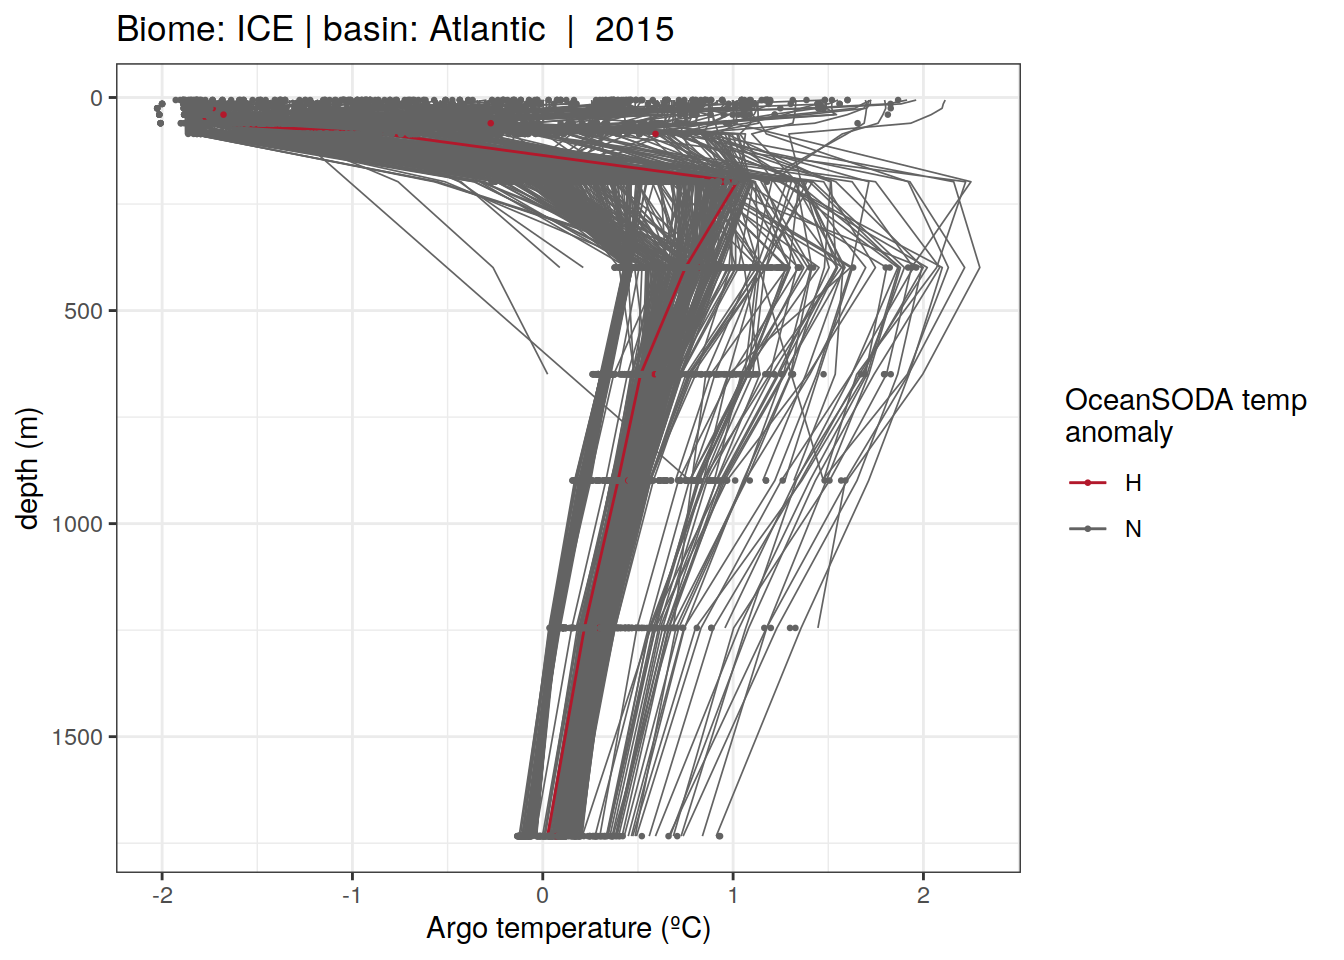 Biome: ICE | basin: Atlantic  |  2015
0
500
1000
1500
depth (m)
-2
-1
0
1
2
Argo temperature (ºC)
OceanSODA temp
anomaly
H
N